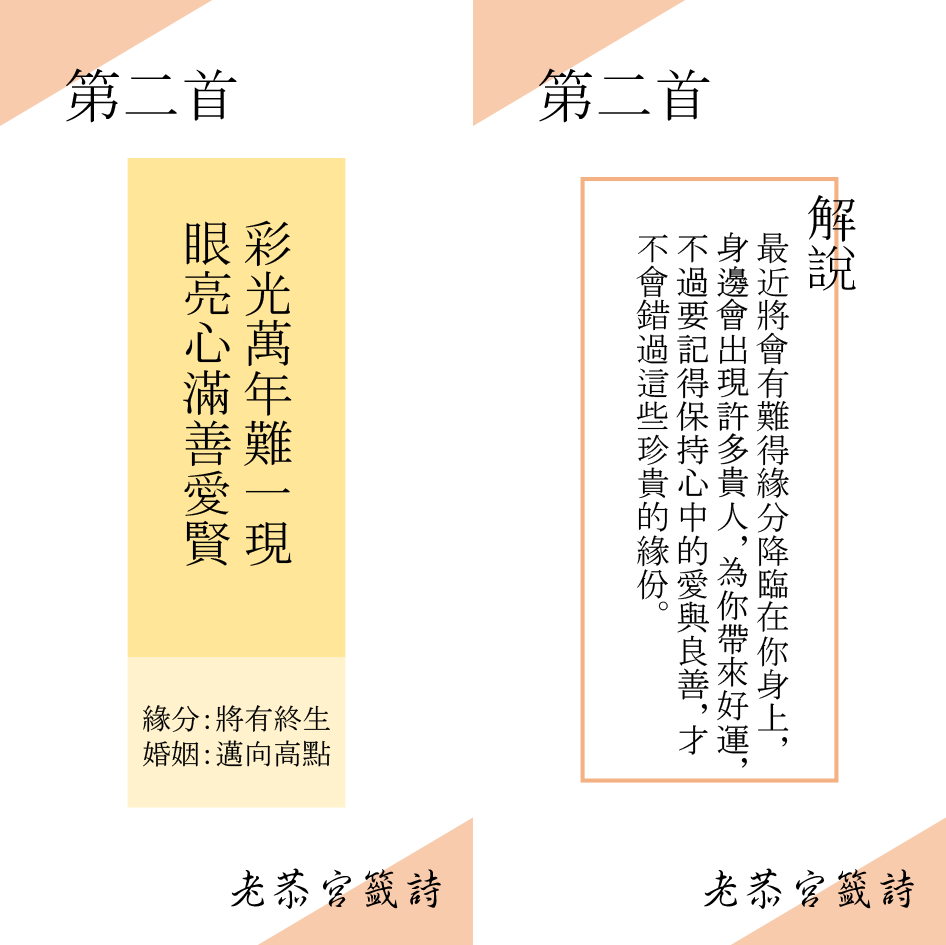 第二首
彩光萬年難一現
眼亮心滿善愛賢
緣分:將有終生
婚姻:邁向高點
老恭宮籤詩
第二首
解說
最近將會有難得緣分降臨在你身上,
身邊會出現許多貴人,為你帶來好運,
不過要記得保持心中的愛與良善,才
不會錯過這些珍貴的緣份。
老恭宮籤詩